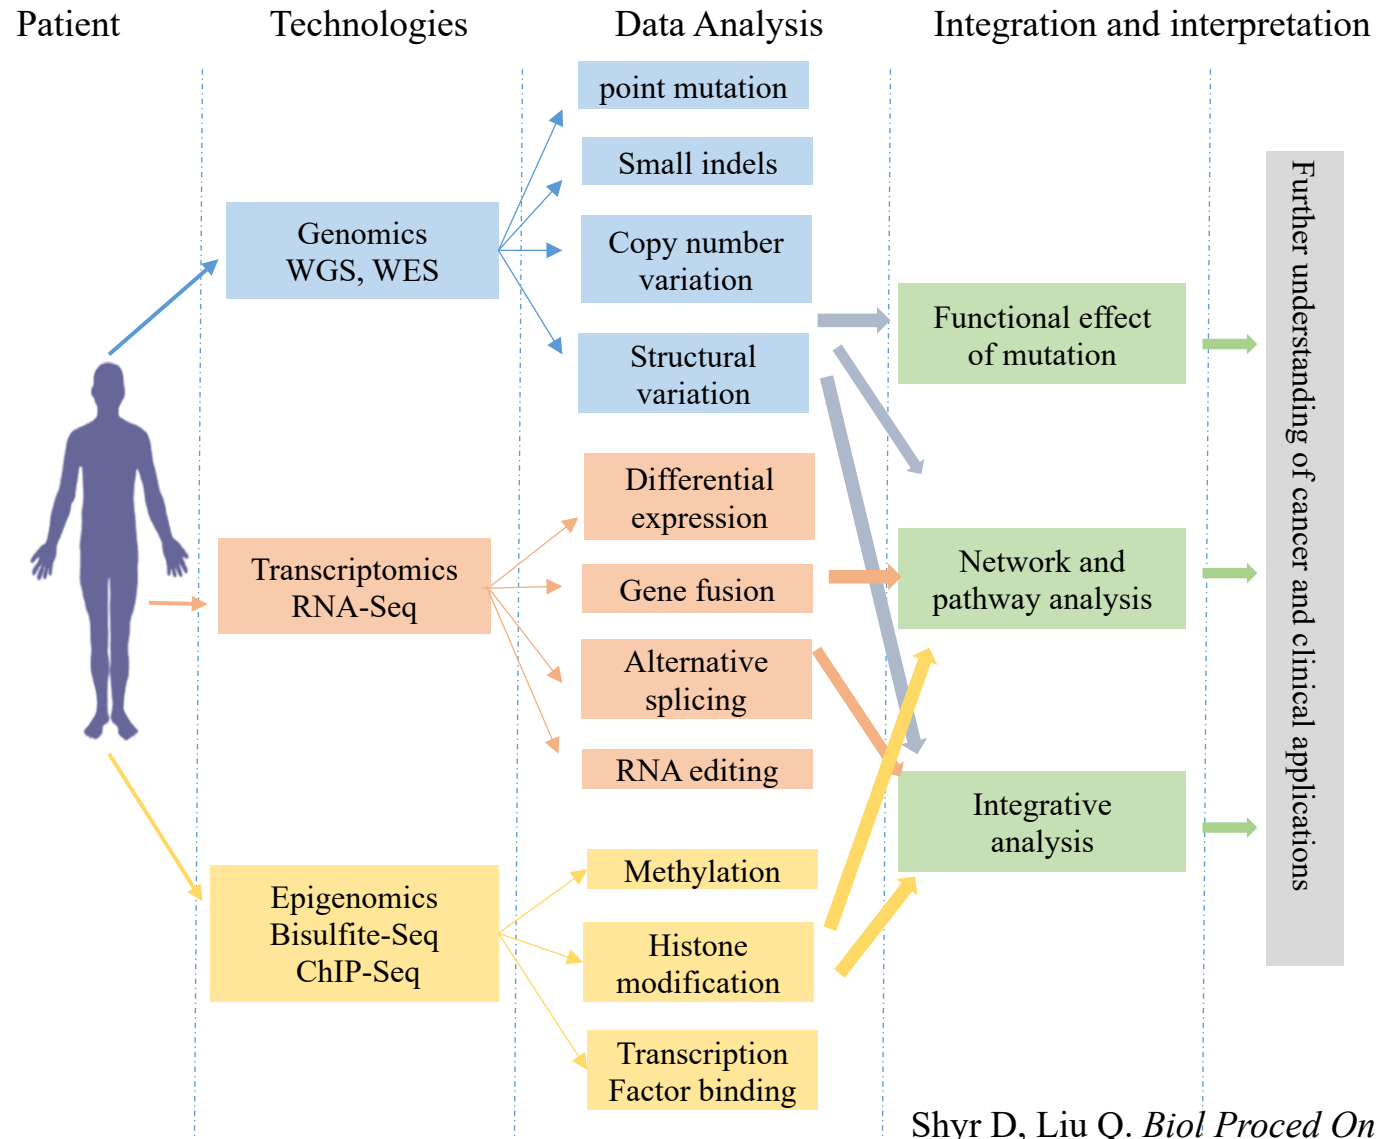 Patient
Technologies
Data Analysis
Integration and interpretation
point mutation
Small indels
Copy number
variation
Structural
variation
Genomics
WGS, WES
Differential
expression
Gene fusion
Alternative
splicing
RNA editing
Transcriptomics
RNA-Seq
Methylation
Histone
modification
Transcription
Factor binding
Epigenomics
Bisulfite-Seq
ChIP-Seq
Functional effect
of mutation
Network and
pathway analysis
Integrative
analysis
Further understanding of cancer and clinical applications
Shyr D, Liu Q. Biol Proced On